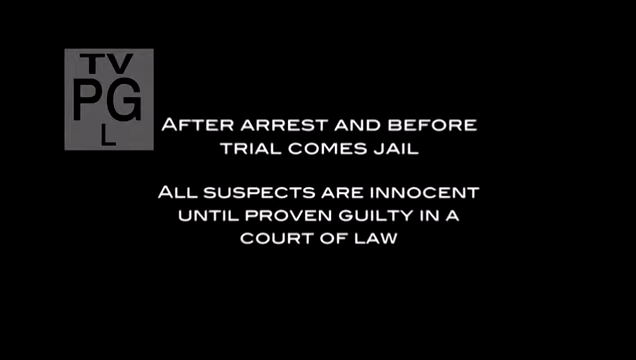 TV
PG
L
AFTER ARREST AND BEFORE
TRIAL COMES JAIL
ALL SUSPECTS ARE INNOCENT
UNTIL PROVEN GUILTY IN A
COURT OF LAW